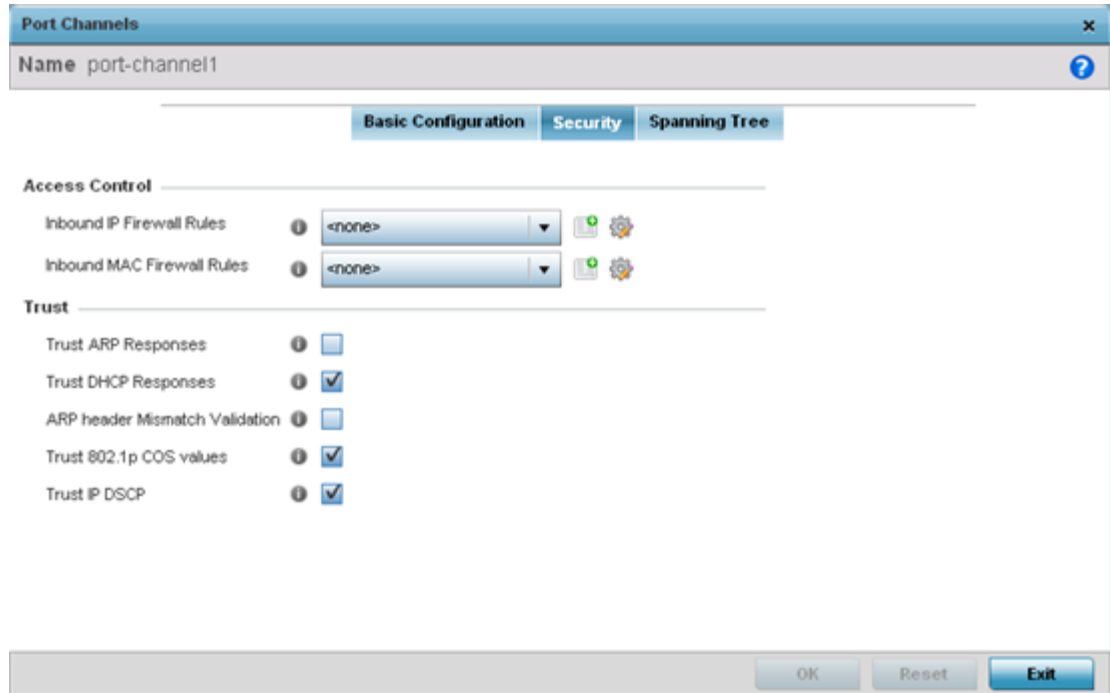 Port Channels
Name port-channel1
Basic Configuration Security Spanning Tree
Access Control
Inbound IP Firewall Rules <none>
Inbound MAC Firewall Rules <none>
Trust
Trust ARP Responses
Trust DHCP Responses
ARP header Mismatch Validation
Trust 802.1p COS values
Trust IP DSCP
OK Reset Exit